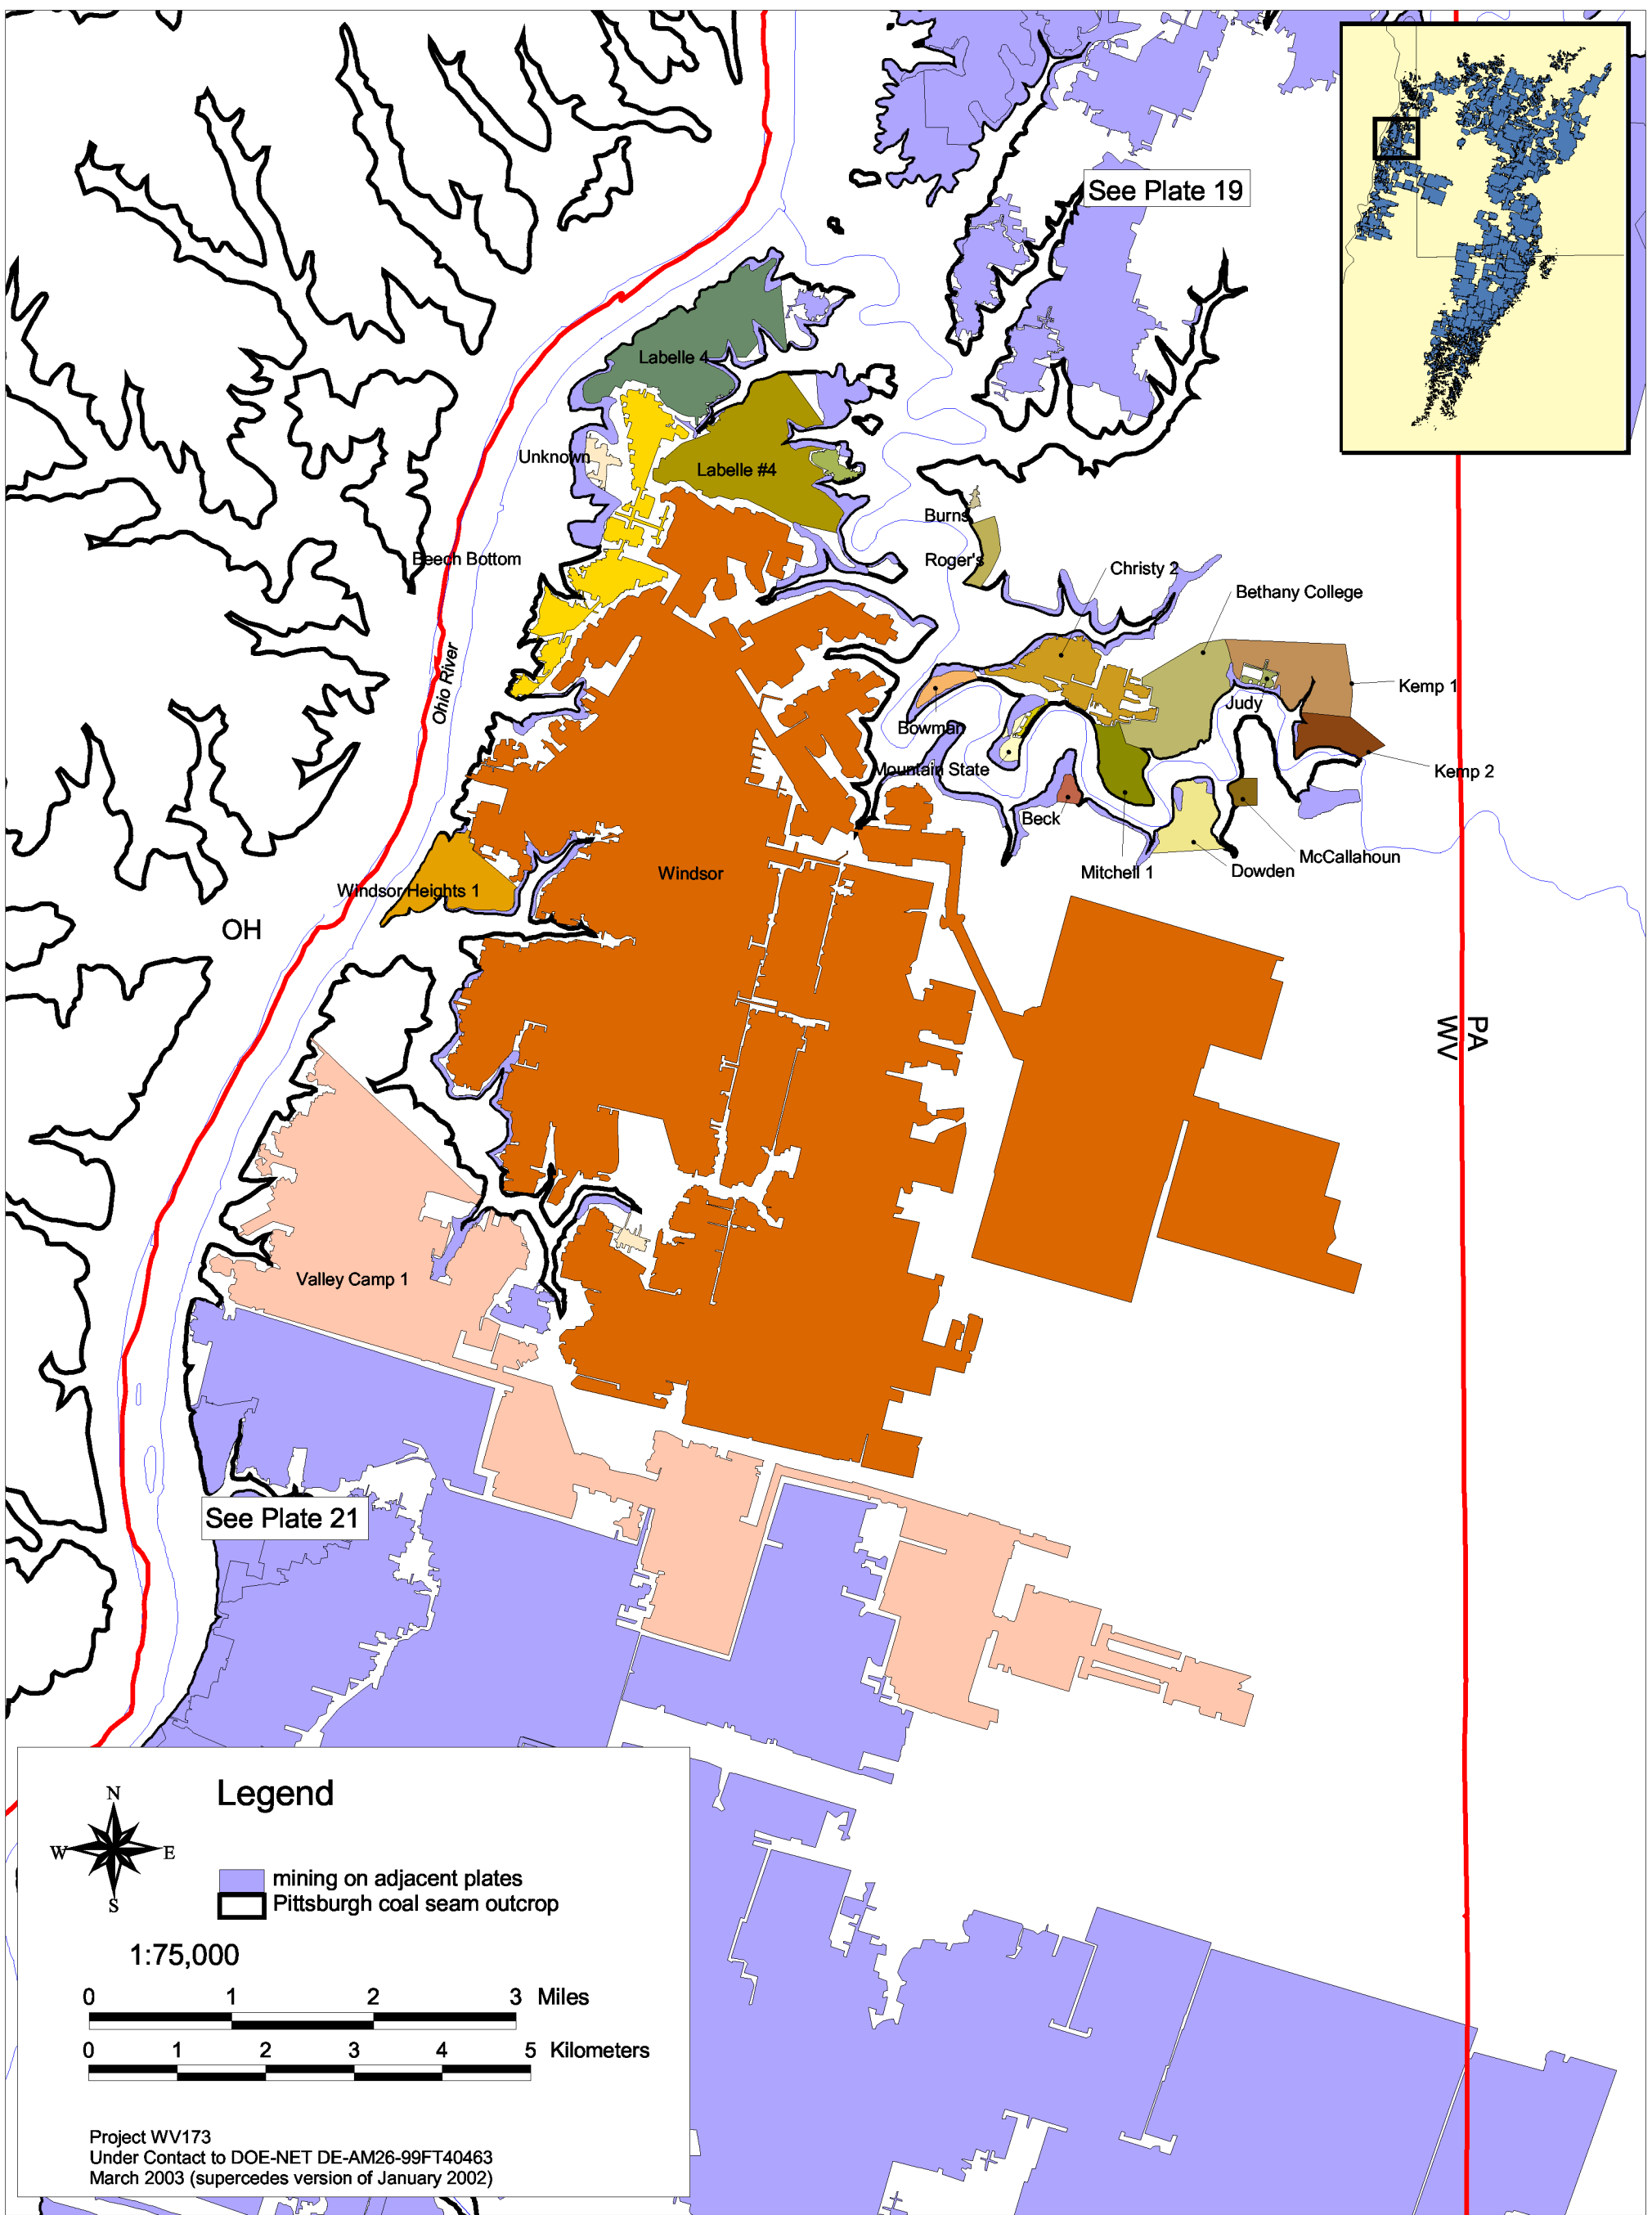 See Plate 19
Labelle 4
Unknown
Labelle #4
Burns
Roger's
Beech Bottom
Christy 2
Bethany College
Ohio River
Kemp 1
Judy
Bowman
Mountain State
Kemp 2
Beck
McCallahoun
Mitchell 1
Dowden
Windsor
Windsor Heights 1
OH
PA
WV
Valley Camp 1
See Plate 21
Legend
N
W
E
S
mining on adjacent plates
Pittsburgh coal seam outcrop
1:75,000
0 1 2 3 Miles
0 1 2 3 4 5 Kilometers
Project WV173
Under Contact to DOE-NET DE-AM26-99FT40463
March 2003 (supercedes version of January 2002)